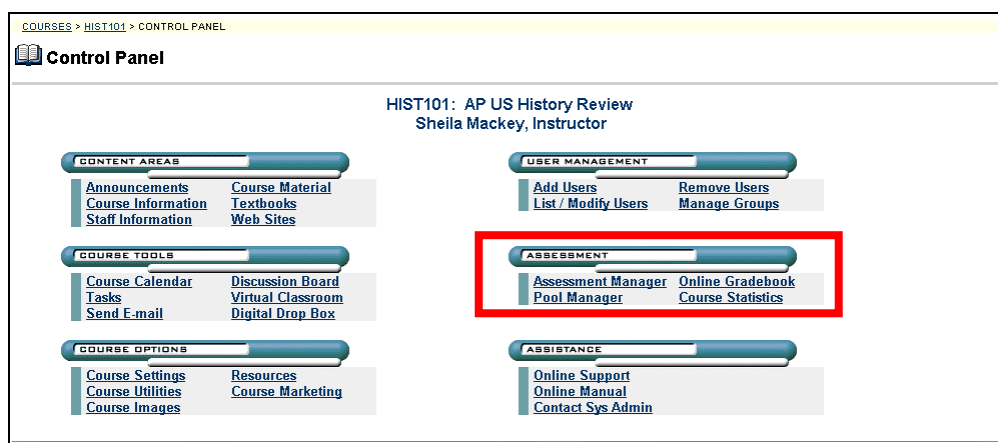 COURSES > HIST101 > CONTROL PANEL
Control Panel
HIST101: AP US History Review
Sheila Mackey, Instructor
CONTENT AREAS
Announcements Course Material
Course Information Textbooks
Staff Information Web Sites
USER MANAGEMENT
Add Users Remove Users
List / Modify Users Manage Groups
COURSE TOOLS
Course Calendar Discussion Board
Tasks Virtual Classroom
Send E-mail Digital Drop Box
ASSESSMENT
Assessment Manager Online Gradebook
Pool Manager Course Statistics
COURSE OPTIONS
Course Settings Resources
Course Utilities Course Marketing
Course Images
ASSISTANCE
Online Support
Online Manual
Contact Sys Admin